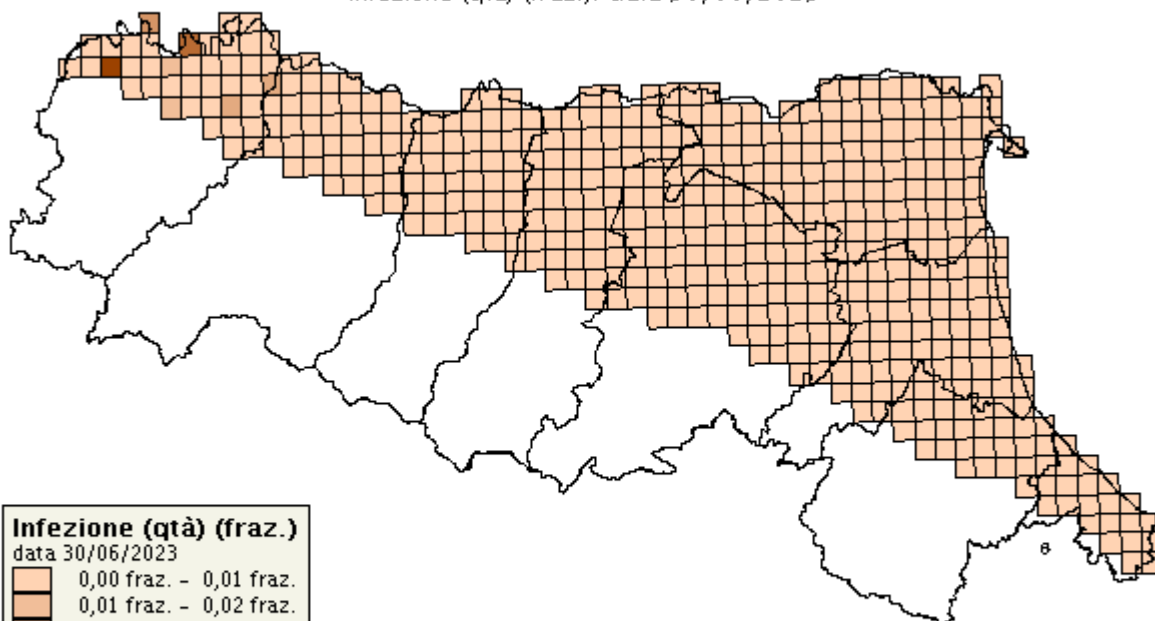 Infezione (qtà) (fraz.)
data 30/06/2023
0,00 fraz. - 0,01 fraz.
0,01 fraz. - 0,02 fraz.